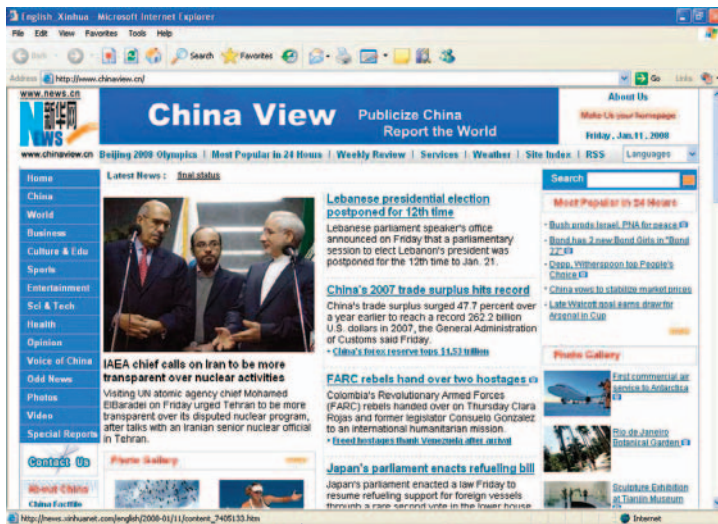 English_Xinhua - Microsoft Internet Explorer
File Edit View Favorites Tools Help
Back Search Favorites
Address http://www.chinaview.cn/ Go Links
www.news.cn
新华网
NEWS
www.chinaview.cn
China View
Publicize China
Report the World
About Us
Make Us your homepage
Friday, Jan.11, 2008
Beijing 2008 Olympics | Most Popular in 24 Hours | Weekly Review | Services | Weather | Site Index | RSS
Languages
Home
China
World
Business
Culture & Edu
Sports
Entertainment
Sci & Tech
Health
Opinion
Voice of China
Odd News
Photos
Video
Special Reports
Contact Us
About China
China Factfile
Latest News : final status
IAEA chief calls on Iran to be more
transparent over nuclear activities
Visiting UN atomic agency chief Mohamed
ElBaradei on Friday urged Tehran to be more
transparent over its disputed nuclear program,
after talks with an Iranian senior nuclear official
in Tehran.
Photo Gallery
Lebanese presidential election
postponed for 12th time
Lebanese parliament speaker's office
announced on Friday that a parliamentary
session to elect Lebanon's president was
postponed for the 12th time to Jan. 21.
China's 2007 trade surplus hits record
China's trade surplus surged 47.7 percent over
a year earlier to reach a record 262.2 billion
U.S. dollars in 2007, the General Administration
of Customs said Friday.
China's forex reserve tops $1.53 trillion
FARC rebels hand over two hostages
Colombia's Revolutionary Armed Forces
(FARC) rebels handed over on Thursday Clara
Rojas and former legislator Consuelo Gonzalez
to an international humanitarian mission.
Freed hostages thank Venezuela after arrival
Japan's parliament enacts refueling bill
Japan's parliament enacted a law Friday to
resume refueling support for foreign vessels
through a rare second vote in the lower house
Search
Most Popular in 24 Hours
Bush prods Israel, PNA for peace
Bond has 2 new Bond Girls in "Bond
22"
Depp, Witherspoon top People's
Choice
China vows to stabilize market prices
Late Walcott goal earns draw for
Arsenal in Cup
Photo Gallery
First commercial air
service to Antarctica
Rio de Janeiro
Botanical Garden
Sculpture Exhibition
at Tianjin Museum
http://news.xinhuanet.com/english/2008-01/11/content_7405133.htm
Internet